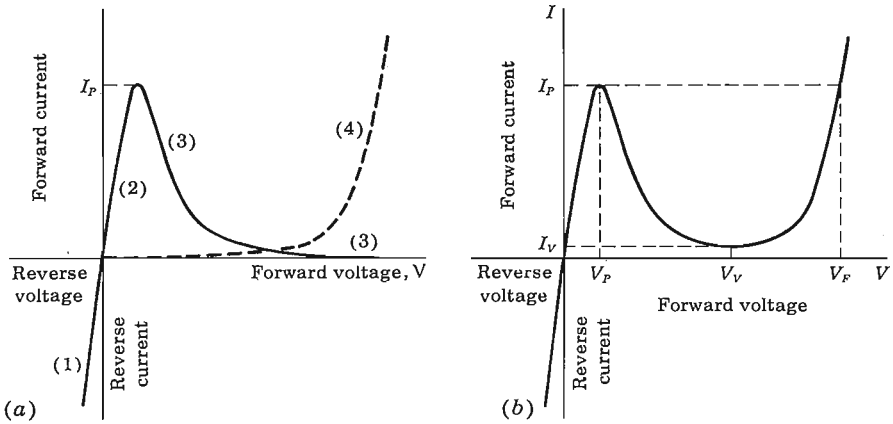 Forward current
I_P
(3)
(2)
(4)
(3)
Reverse
voltage
Forward voltage, V
(1)
Reverse
current
(a)
I
Forward current
I_P
I_V
Reverse
voltage
V_P
V_V
V_F
V
Forward voltage
Reverse
current
(b)